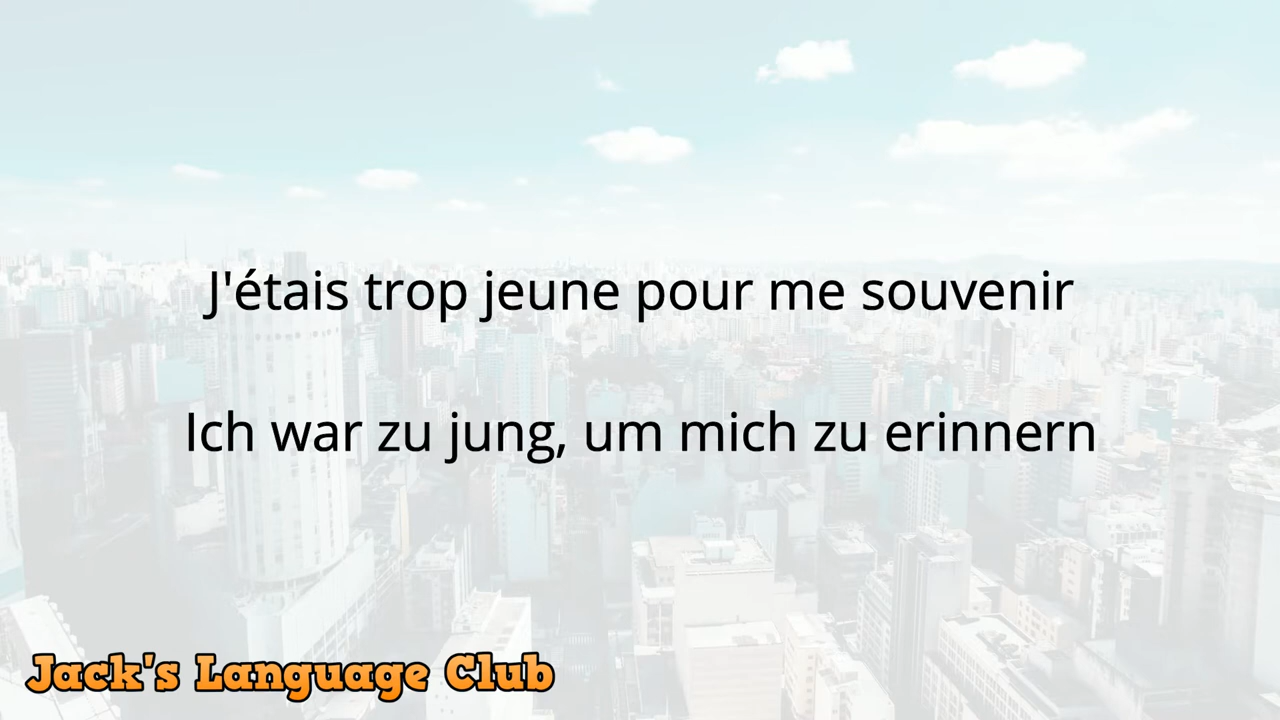 J'étais trop jeune pour me souvenir
Ich war zu jung, um mich zu erinnern
Jack's Language Club